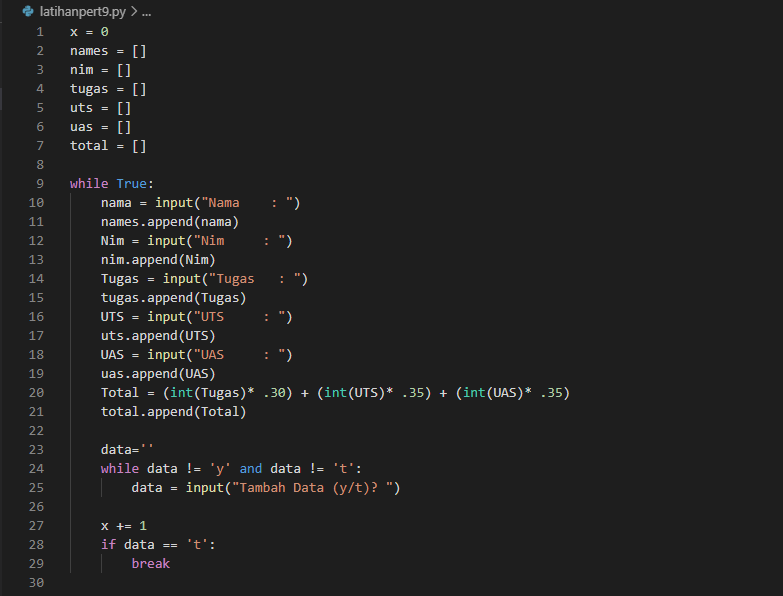 latihanpert9.py > ...
1 x = 0
2 names = []
3 nim = []
4 tugas = []
5 uts = []
6 uas = []
7 total = []
8
9 while True:
10     nama = input("Nama    : ")
11     names.append(nama)
12     Nim = input("Nim     : ")
13     nim.append(Nim)
14     Tugas = input("Tugas   : ")
15     tugas.append(Tugas)
16     UTS = input("UTS     : ")
17     uts.append(UTS)
18     UAS = input("UAS     : ")
19     uas.append(UAS)
20     Total = (int(Tugas)* .30) + (int(UTS)* .35) + (int(UAS)* .35)
21     total.append(Total)
22
23     data=''
24     while data != 'y' and data != 't':
25         data = input("Tambah Data (y/t)? ")
26
27     x += 1
28     if data == 't':
29         break
30